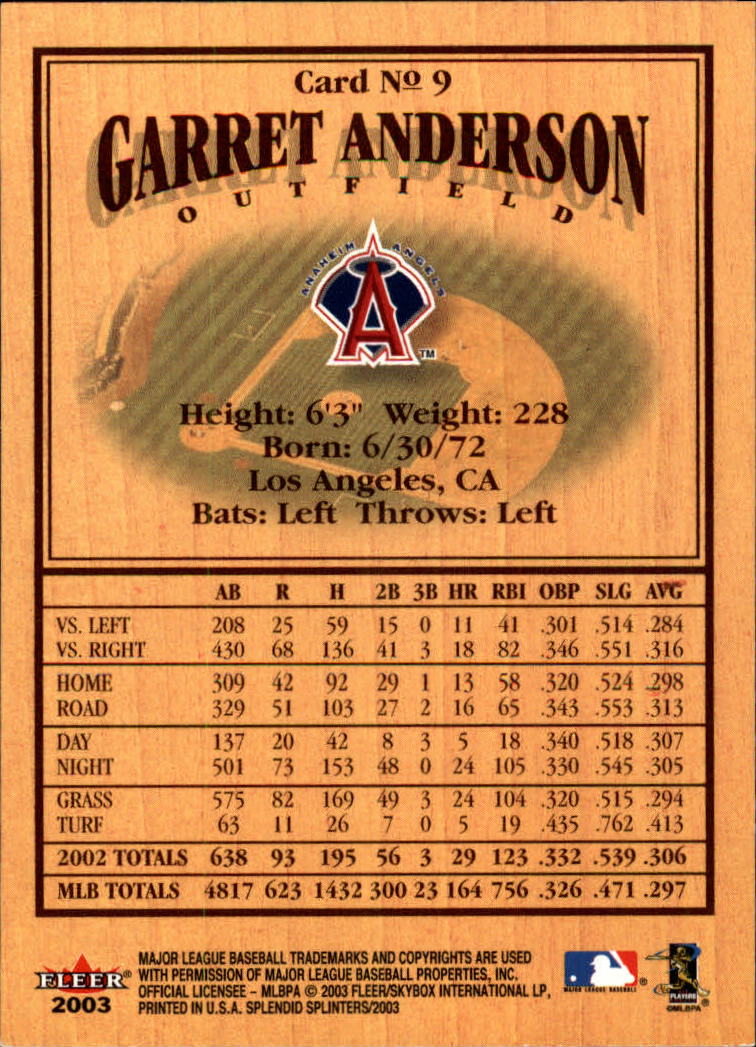 Card Nº 9
GARRET ANDERSON
OUTFIELD
ANAHEIM ANGELS
A
TM
Height: 6'3" Weight: 228
Born: 6/30/72
Los Angeles, CA
Bats: Left Throws: Left
AB R H 2B 3B HR RBI OBP SLG AVG
VS. LEFT 208 25 59 15 0 11 41 .301 .514 .284
VS. RIGHT 430 68 136 41 3 18 82 .346 .551 .316
HOME 309 42 92 29 1 13 58 .320 .524 .298
ROAD 329 51 103 27 2 16 65 .343 .553 .313
DAY 137 20 42 8 3 5 18 .340 .518 .307
NIGHT 501 73 153 48 0 24 105 .330 .545 .305
GRASS 575 82 169 49 3 24 104 .320 .515 .294
TURF 63 11 26 7 0 5 19 .435 .762 .413
2002 TOTALS 638 93 195 56 3 29 123 .332 .539 .306
MLB TOTALS 4817 623 1432 300 23 164 756 .326 .471 .297
FLEER®
2003
MAJOR LEAGUE BASEBALL TRADEMARKS AND COPYRIGHTS ARE USED
WITH PERMISSION OF MAJOR LEAGUE BASEBALL PROPERTIES, INC.
OFFICIAL LICENSEE – MLBPA © 2003 FLEER/SKYBOX INTERNATIONAL LP,
PRINTED IN U.S.A. SPLENDID SPLINTERS/2003
MAJOR LEAGUE BASEBALL ®
PLAYERS ®
©MLBPA